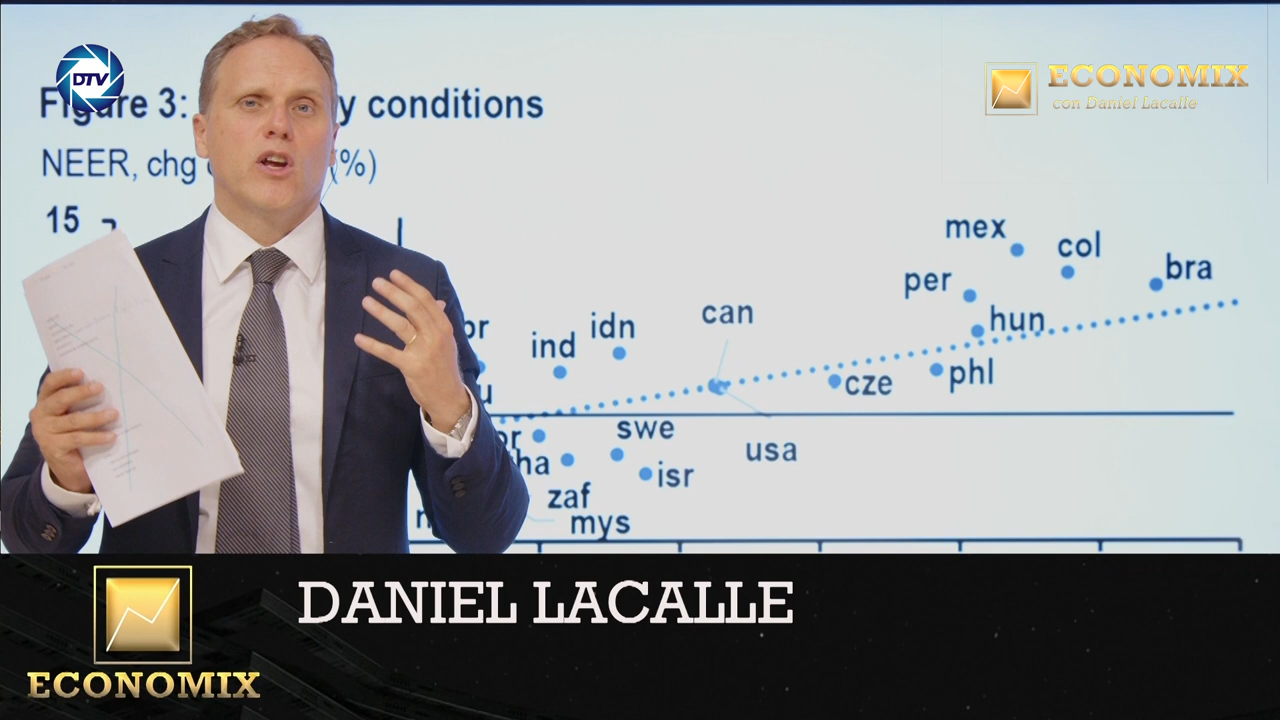 DTV
ECONOMIX
con Daniel Lacalle
Figure 3: conditions
NEER, chg (%)
15
mex
col
bra
per
hun
can
idn
ind
phl
cze
swe
usa
isr
zaf
mys
DANIEL LACALLE
ECONOMIX